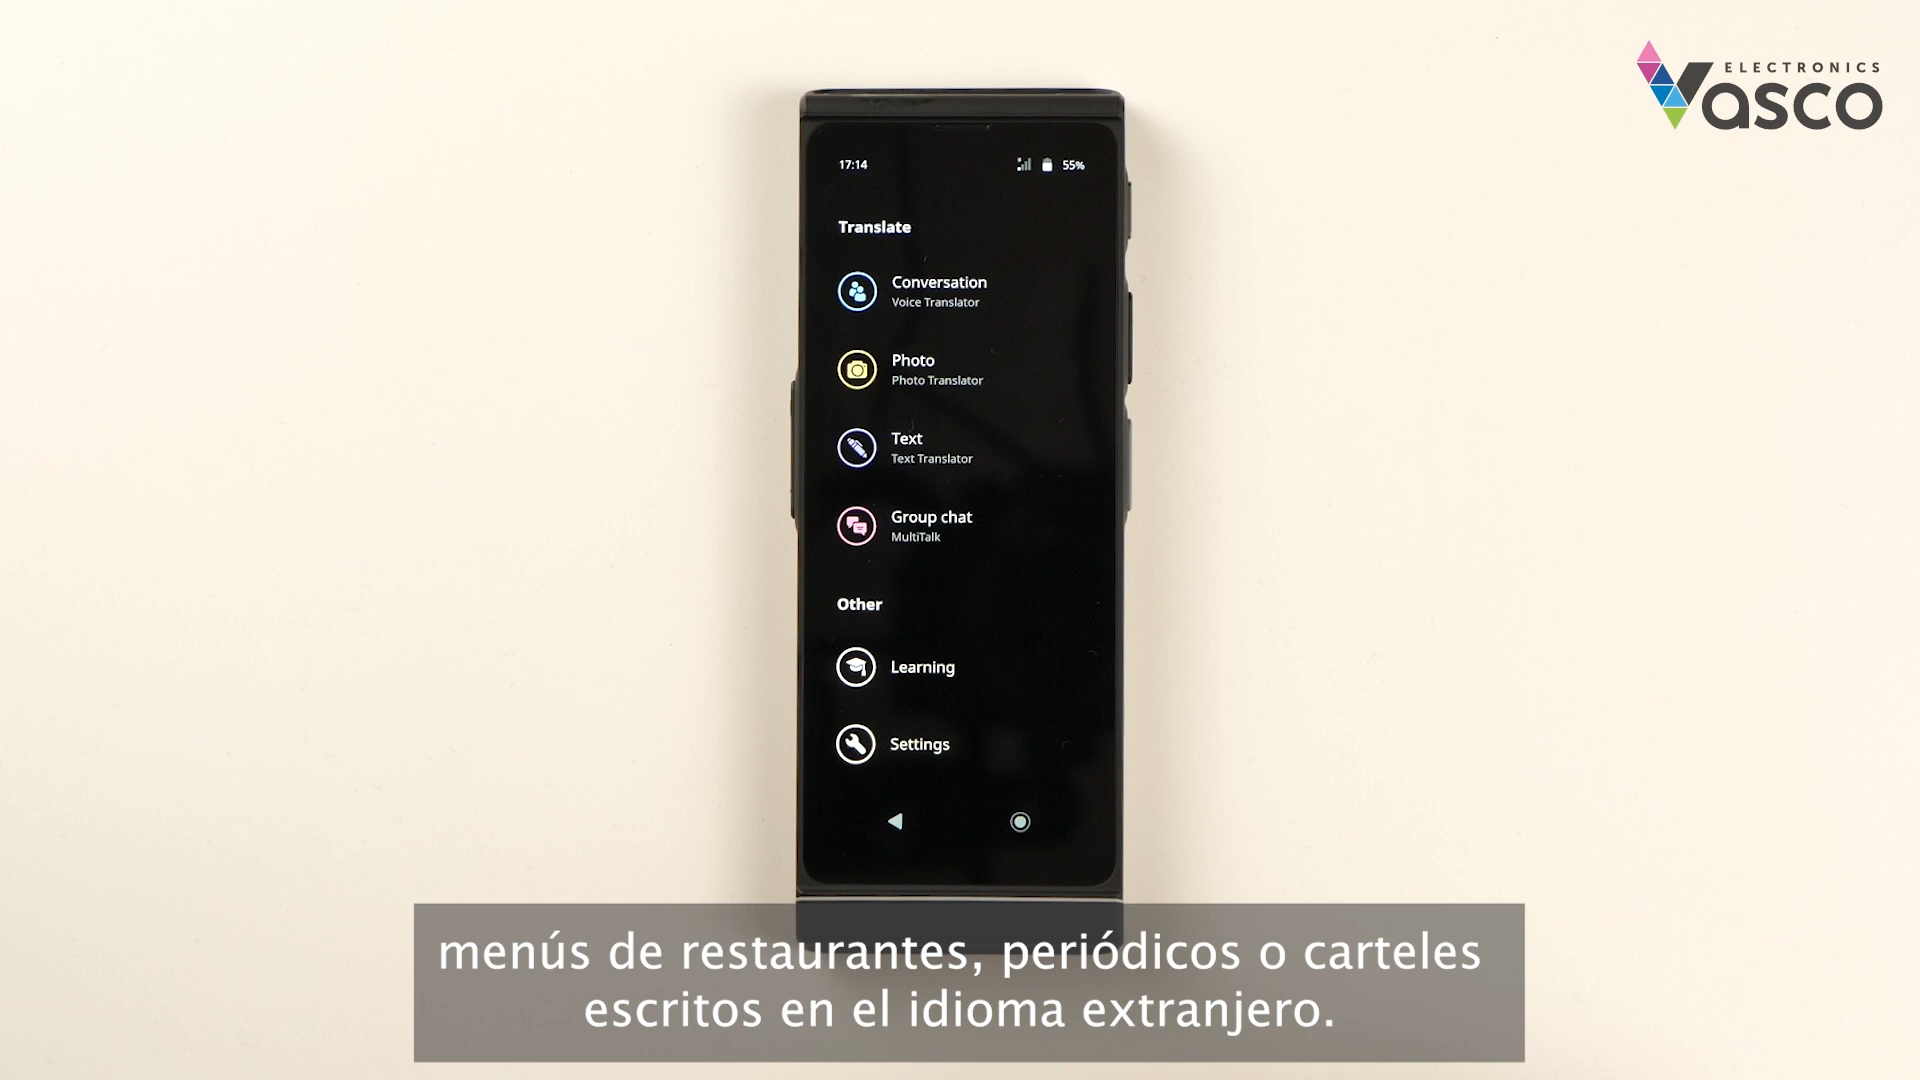 ELECTRONICS
Vasco
17:14
55%
Translate
Conversation
Voice Translator
Photo
Photo Translator
Text
Text Translator
Group chat
MultiTalk
Other
Learning
Settings
menús de restaurantes, periódicos o carteles
escritos en el idioma extranjero.